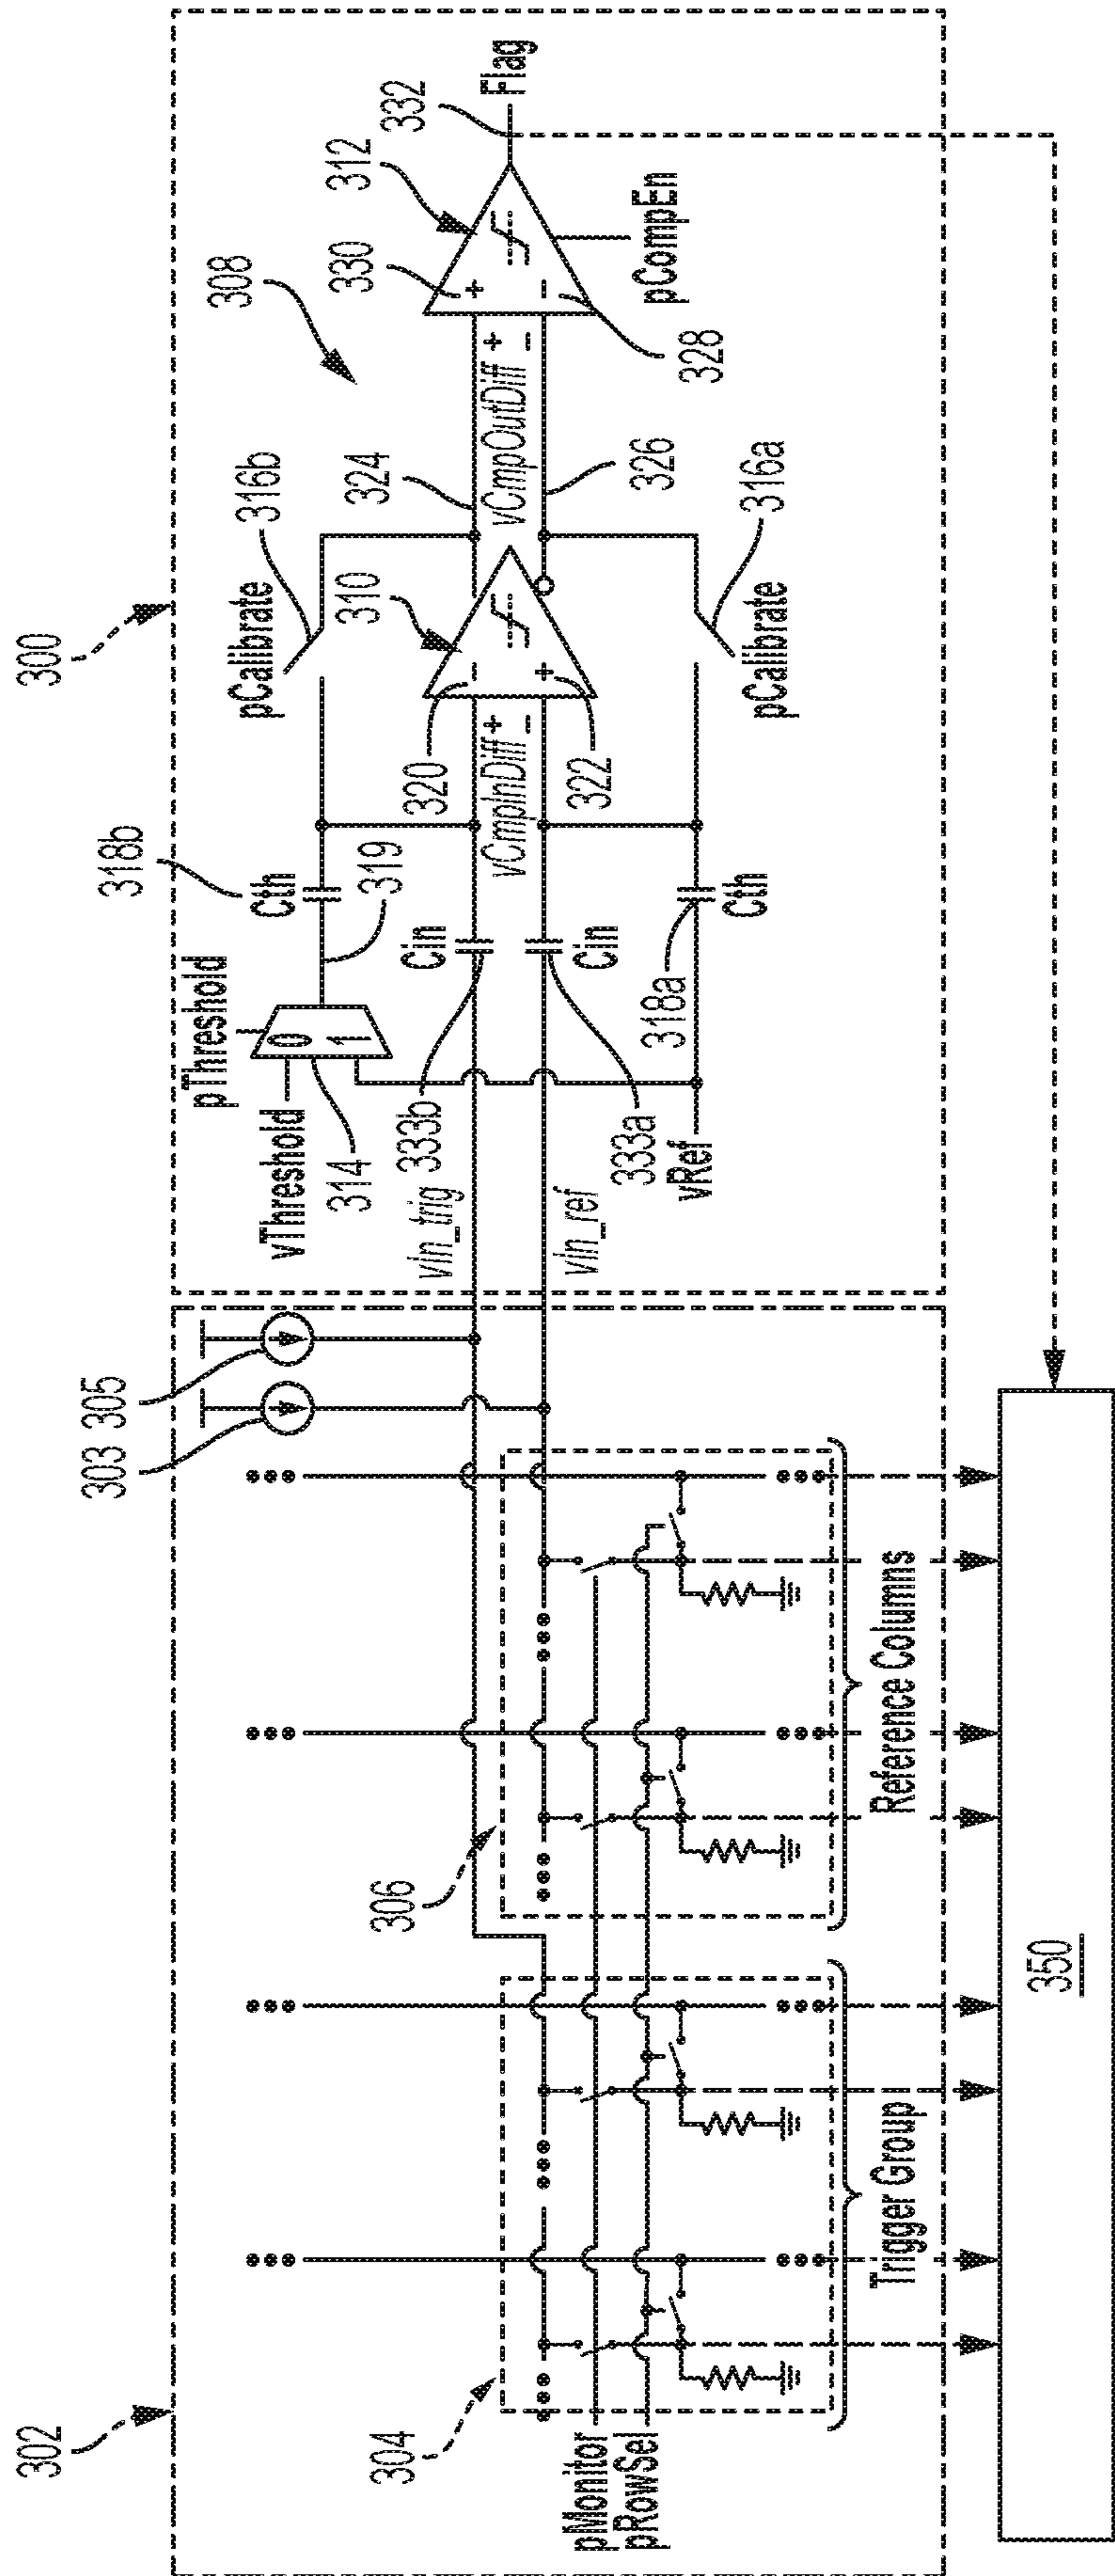 302
300
303
305
pThreshold
318b
Cth
pCalibrate
316b
308
vThreshold
0
1
314
319
320
310
324
330
312
332
Flag
333b
Cin
vIn_trig
vCmpInDiff
+
−
−
+
vCmpOutDiff
+
−
+
−
vIn_ref
Cin
333a
322
326
328
pCompEn
vRef
318a
Cth
pCalibrate
316a
304
306
pMonitor
pRowSel
Trigger Group
Reference Columns
350